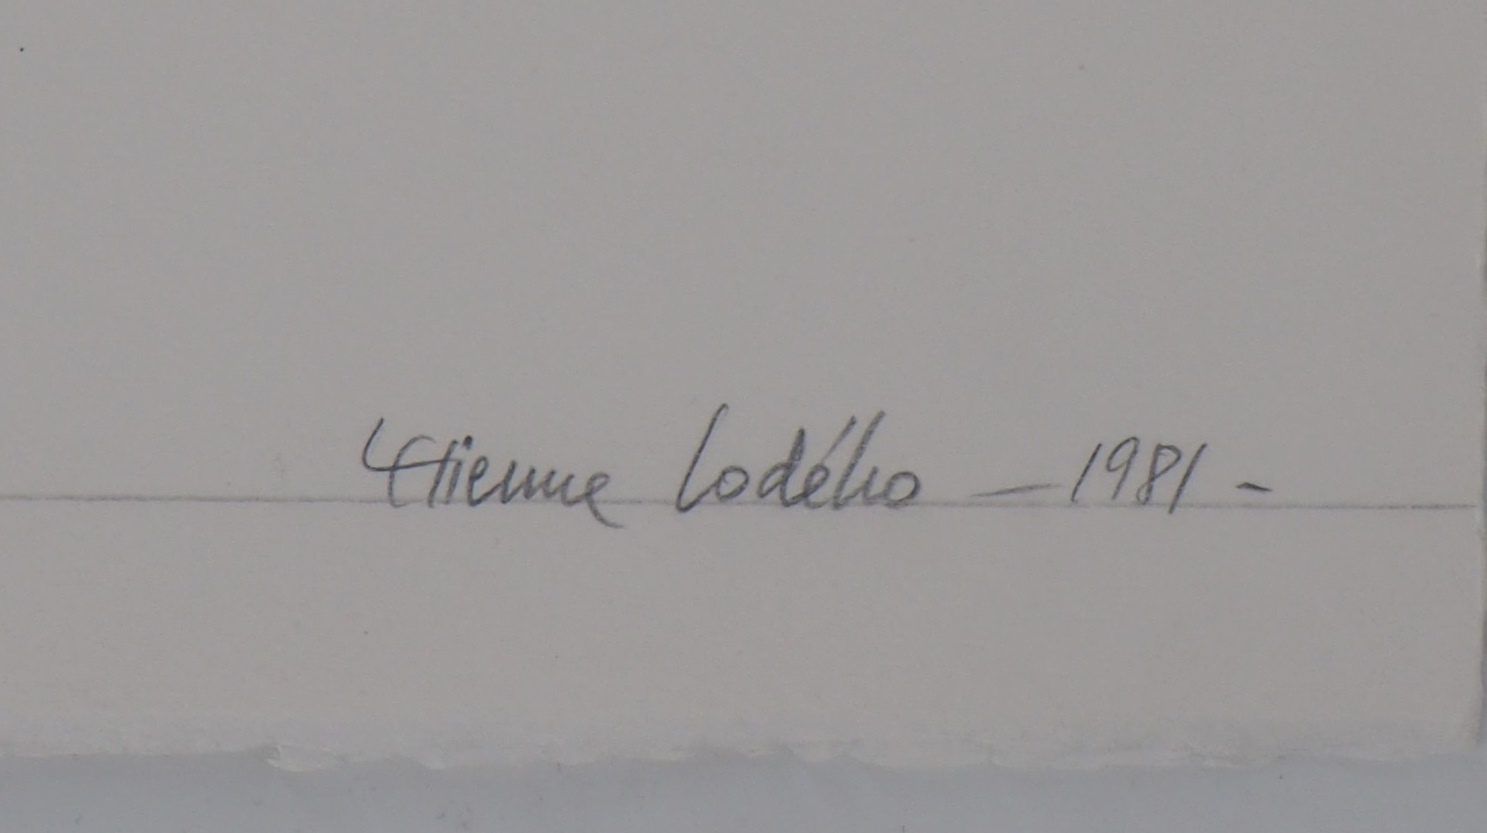 Etienne Lodého — 1981 -